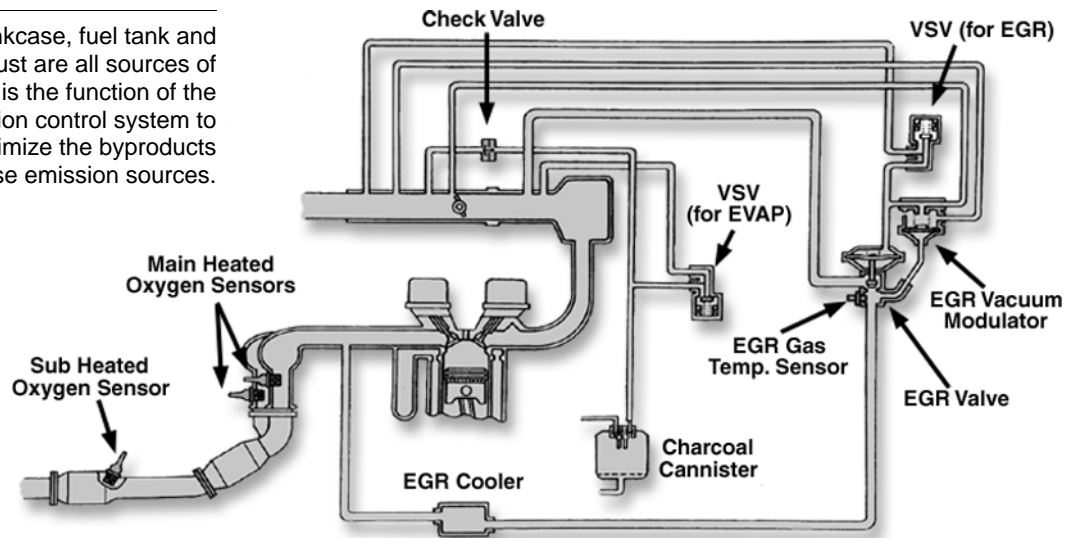 nkcase, fuel tank and
ust are all sources of
is the function of the
ion control system to
imize the byproducts
se emission sources.
Check Valve
VSV (for EGR)
VSV
(for EVAP)
Main Heated
Oxygen Sensors
EGR Vacuum
Modulator
EGR Gas
Temp. Sensor
Sub Heated
Oxygen Sensor
EGR Valve
Charcoal
Cannister
EGR Cooler